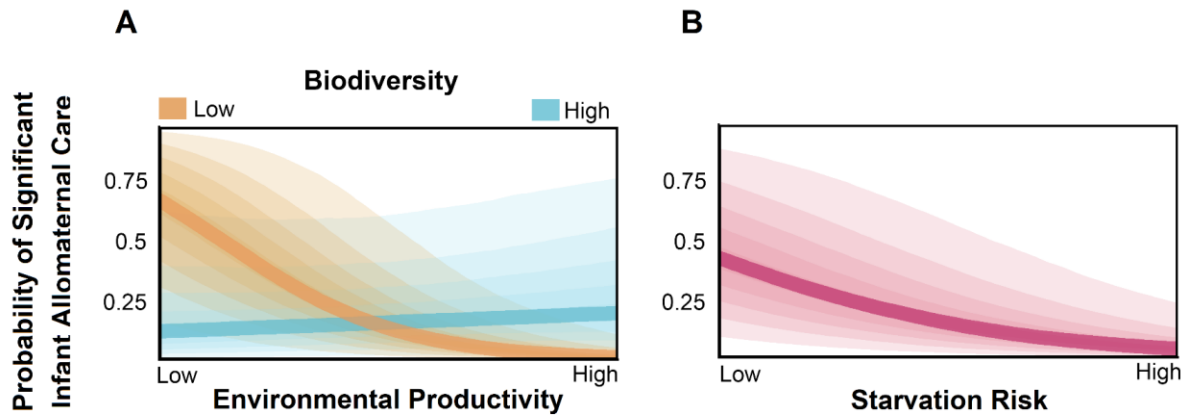 A
B
Probability of Significant
Infant Allomaternal Care
Biodiversity
Low
High
0.75
0.5
0.25
Low
High
Environmental Productivity
0.75
0.5
0.25
Low
High
Starvation Risk